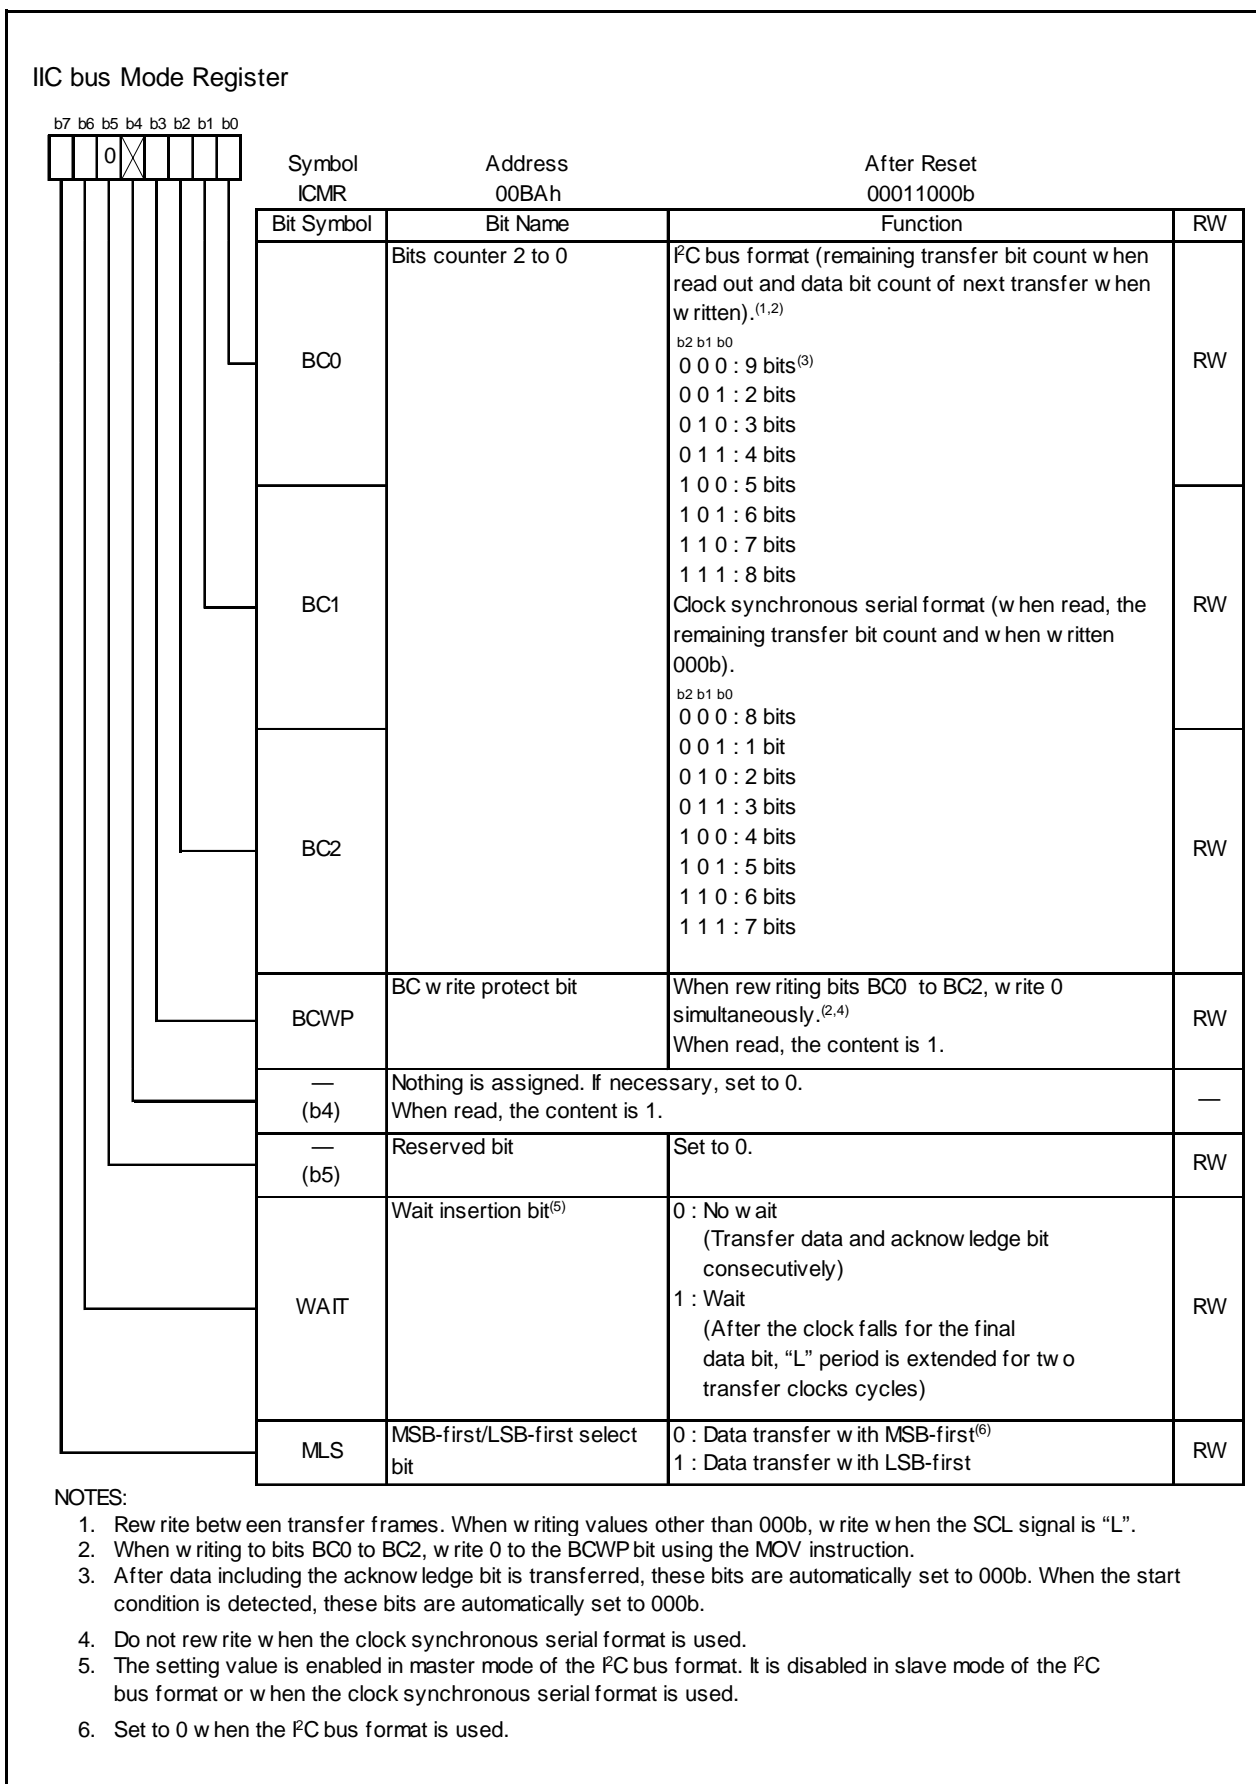 IIC bus Mode Register
b7 b6 b5 b4 b3 b2 b1 b0
0
Symbol Address After Reset
ICMR 00BAh 00011000b
Bit Symbol Bit Name Function RW
BC0 Bits counter 2 to 0 I²C bus format (remaining transfer bit count when
read out and data bit count of next transfer when
written).(1,2)
b2 b1 b0
0 0 0 : 9 bits(3)
RW
0 0 1 : 2 bits
0 1 0 : 3 bits
0 1 1 : 4 bits
1 0 0 : 5 bits
1 0 1 : 6 bits
1 1 0 : 7 bits
1 1 1 : 8 bits
BC1 Clock synchronous serial format (when read, the RW
remaining transfer bit count and when written
000b).
b2 b1 b0
0 0 0 : 8 bits
0 0 1 : 1 bit
0 1 0 : 2 bits
0 1 1 : 3 bits
1 0 0 : 4 bits
BC2 RW
1 0 1 : 5 bits
1 1 0 : 6 bits
1 1 1 : 7 bits
BCWP BC write protect bit When rewriting bits BC0 to BC2, write 0
simultaneously.(2,4)
When read, the content is 1.
RW
—
(b4)
Nothing is assigned. If necessary, set to 0.
When read, the content is 1.
—
—
(b5)
Reserved bit Set to 0. RW
WAIT Wait insertion bit(5) 0 : No wait
(Transfer data and acknowledge bit
consecutively)
1 : Wait
(After the clock falls for the final
data bit, “L” period is extended for two
transfer clocks cycles)
RW
MLS MSB-first/LSB-first select
bit
0 : Data transfer with MSB-first(6)
1 : Data transfer with LSB-first
RW
NOTES:
1. Rewrite between transfer frames. When writing values other than 000b, write when the SCL signal is “L”.
2. When writing to bits BC0 to BC2, write 0 to the BCWP bit using the MOV instruction.
3. After data including the acknowledge bit is transferred, these bits are automatically set to 000b. When the start
condition is detected, these bits are automatically set to 000b.
4. Do not rewrite when the clock synchronous serial format is used.
5. The setting value is enabled in master mode of the I²C bus format. It is disabled in slave mode of the I²C
bus format or when the clock synchronous serial format is used.
6. Set to 0 when the I²C bus format is used.